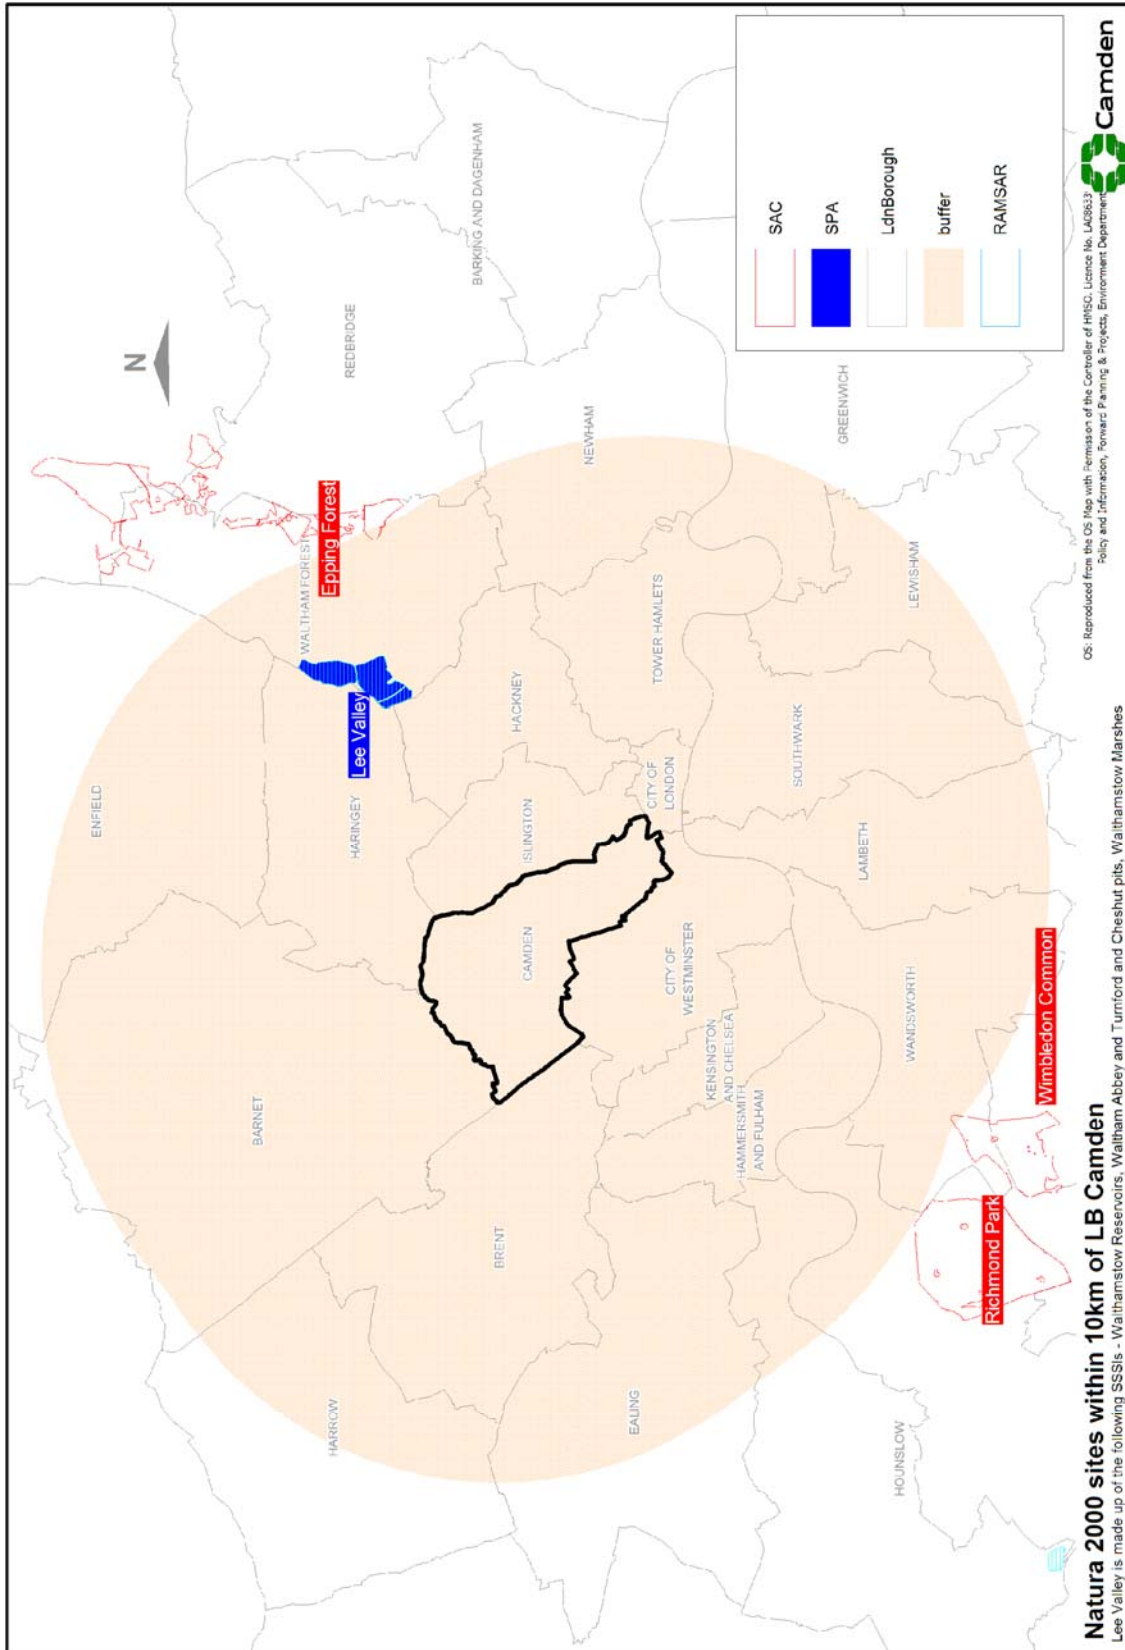 N
ENFIELD
BARNET
HARROW
WALTHAM FOREST
Epping Forest
REDBRIDGE
Lee Valley
HARINGEY
BARKING AND DAGENHAM
HACKNEY
ISLINGTON
CAMDEN
BRENT
NEWHAM
TOWER HAMLETS
CITY OF
LONDON
CITY OF
WESTMINSTER
KENSINGTON
AND CHELSEA
HAMMERSMITH
AND FULHAM
EALING
GREENWICH
SOUTHWARK
LAMBETH
LEWISHAM
WANDSWORTH
HOUNSLOW
Richmond Park
Wimbledon Common
SAC
SPA
LdnBorough
buffer
RAMSAR
Natura 2000 sites within 10km of LB Camden
Lee Valley is made up of the following SSSIs - Walthamstow Reservoirs, Waltham Abbey and Turnford and Cheshut pits, Walthamstow Marshes
OS: Reproduced from the OS Map with Permission of the Controller of HMSO. Licence No. LA08633
Policy and Information, Forward Planning & Projects, Environment Department
Camden